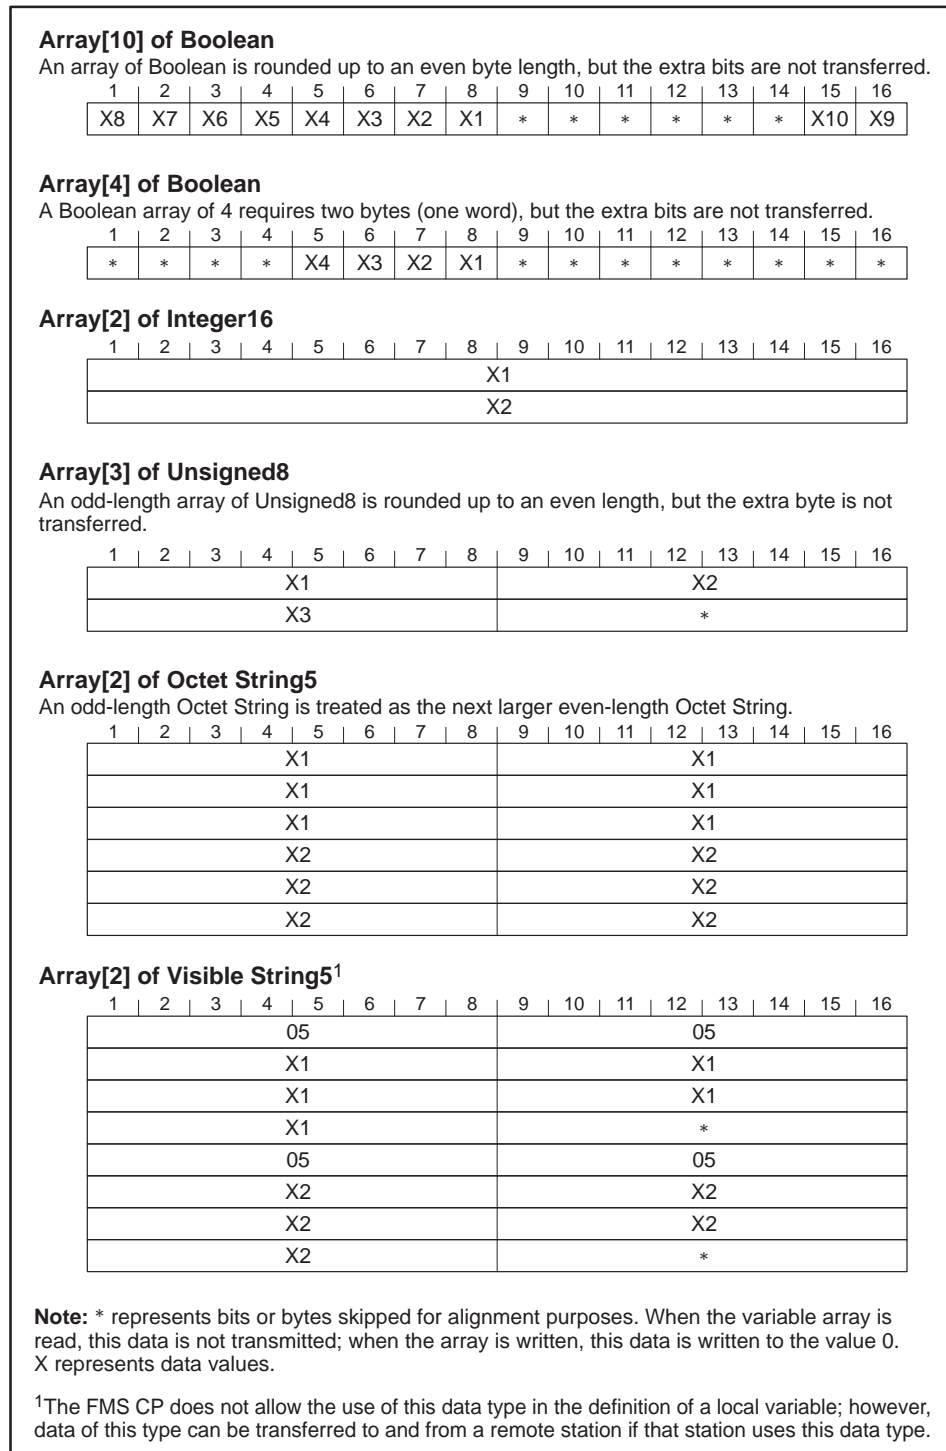 Array[10] of Boolean
An array of Boolean is rounded up to an even byte length, but the extra bits are not transferred.
1 2 3 4 5 6 7 8 9 10 11 12 13 14 15 16
X8 X7 X6 X5 X4 X3 X2 X1 * * * * * * X10 X9
Array[4] of Boolean
A Boolean array of 4 requires two bytes (one word), but the extra bits are not transferred.
1 2 3 4 5 6 7 8 9 10 11 12 13 14 15 16
* * * * X4 X3 X2 X1 * * * * * * * *
Array[2] of Integer16
1 2 3 4 5 6 7 8 9 10 11 12 13 14 15 16
X1
X2
Array[3] of Unsigned8
An odd-length array of Unsigned8 is rounded up to an even length, but the extra byte is not
transferred.
1 2 3 4 5 6 7 8 9 10 11 12 13 14 15 16
X1 X2
X3 *
Array[2] of Octet String5
An odd-length Octet String is treated as the next larger even-length Octet String.
1 2 3 4 5 6 7 8 9 10 11 12 13 14 15 16
X1 X1
X1 X1
X1 X1
X2 X2
X2 X2
X2 X2
Array[2] of Visible String5¹
1 2 3 4 5 6 7 8 9 10 11 12 13 14 15 16
05 05
X1 X1
X1 X1
X1 *
05 05
X2 X2
X2 X2
X2 *
Note: * represents bits or bytes skipped for alignment purposes. When the variable array is
read, this data is not transmitted; when the array is written, this data is written to the value 0.
X represents data values.
¹The FMS CP does not allow the use of this data type in the definition of a local variable; however,
data of this type can be transferred to and from a remote station if that station uses this data type.